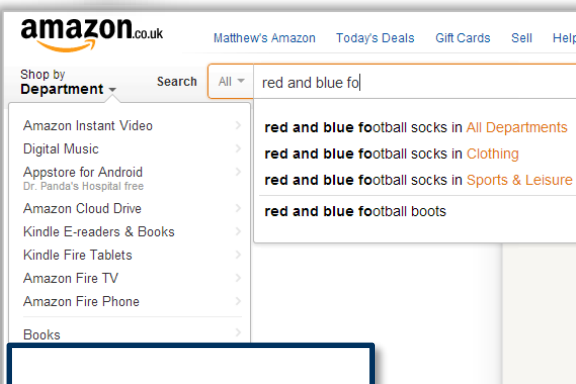 amazon.co.uk
Matthew's Amazon Today's Deals Gift Cards Sell Help
Shop by
Department
Search All red and blue fo
red and blue football socks in All Departments
red and blue football socks in Clothing
red and blue football socks in Sports & Leisure
red and blue football boots
Amazon Instant Video
Digital Music
Appstore for Android
Dr. Panda's Hospital free
Amazon Cloud Drive
Kindle E-readers & Books
Kindle Fire Tablets
Amazon Fire TV
Amazon Fire Phone
Books